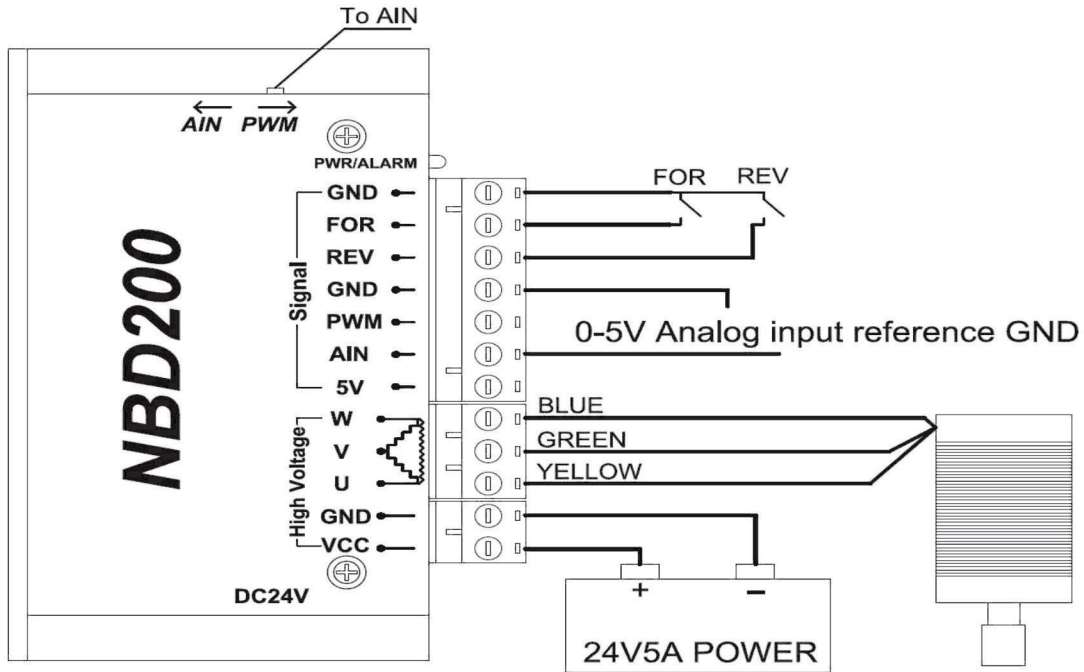 To AIN
AIN PWM
PWR/ALARM
NBD200
Signal
GND
FOR
REV
GND
PWM
AIN
5V
High Voltage
W
V
U
GND
VCC
DC24V
FOR REV
0-5V Analog input reference GND
BLUE
GREEN
YELLOW
+ −
24V5A POWER